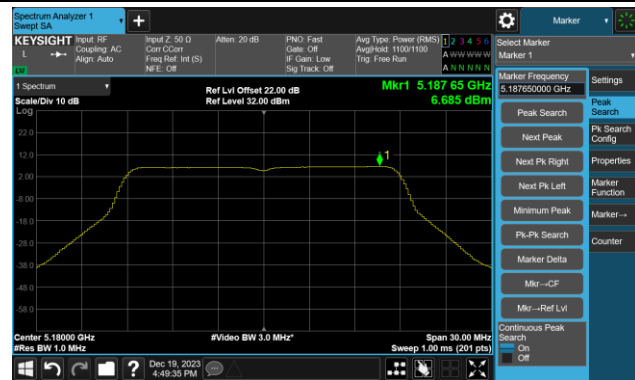 Spectrum Analyzer 1
Swept SA
Marker
KEYSIGHT
L
Input: RF
Coupling: AC
Align: Auto
Input Z: 50 Ω
Corr CCorr
Freq Ref: Int (S)
NFE: Off
Atten: 20 dB
PNO: Fast
Gate: Off
IF Gain: Low
Sig Track: Off
Avg Type: Power (RMS)
Avg|Hold: 1100/1100
Trig: Free Run
1 2 3 4 5 6
A W W W W W
A N N N N N
Select Marker
Marker 1
1 Spectrum
Scale/Div 10 dB
Log
Ref Lvl Offset 22.00 dB
Ref Level 32.00 dBm
Mkr1 5.187 65 GHz
6.685 dBm
22.0
12.0
2.00
-8.00
-18.0
-28.0
-38.0
-48.0
-58.0
1
Center 5.18000 GHz
#Res BW 1.0 MHz
#Video BW 3.0 MHz*
Span 30.00 MHz
Sweep 1.00 ms (201 pts)
Marker Frequency
5.187650000 GHz
Peak Search
Next Peak
Next Pk Right
Next Pk Left
Minimum Peak
Pk-Pk Search
Marker Delta
Mkr→CF
Mkr→Ref Lvl
Continuous Peak
Search
On
Off
Settings
Peak
Search
Pk Search
Config
Properties
Marker
Function
Marker→
Counter
Dec 19, 2023
4:49:35 PM